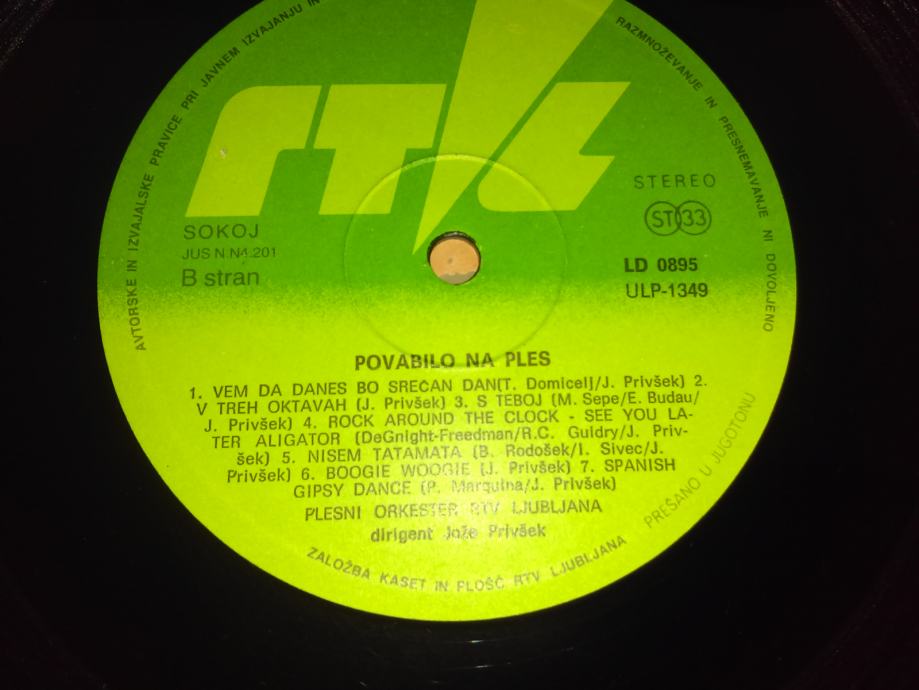 AVTORSKE IN IZVAJALSKE PRAVICE PRI JAVNEM IZVAJANJU IN
RAZMNOŽEVANJE IN PRESNEMAVANJE NI DOVOLJENO
rtl
SOKOJ
JUS N.N4.201
B stran
STEREO
ST 33
LD 0895
ULP-1349
POVABILO NA PLES
1. VEM DA DANES BO SREČAN DAN(T. Domicelj/J. Privšek) 2.
V TREH OKTAVAH (J. Privšek) 3. S TEBOJ (M. Sepe/E. Budau/
J. Privšek) 4. ROCK AROUND THE CLOCK - SEE YOU LA-
TER ALIGATOR (DeGnight-Freedman/R.C. Guidry/J. Priv-
šek) 5. NISEM TATAMATA (B. Rodošek/I. Sivec/J.
Privšek) 6. BOOGIE WOOGIE (J. Privšek) 7. SPANISH
GIPSY DANCE (P. Marquina/J. Privšek)
PLESNI ORKESTER RTV LJUBLJANA
dirigent Jože Privšek
ZALOŽBA KASET IN PLOŠČ RTV LJUBLJANA
PREŠANO U JUGOTONU